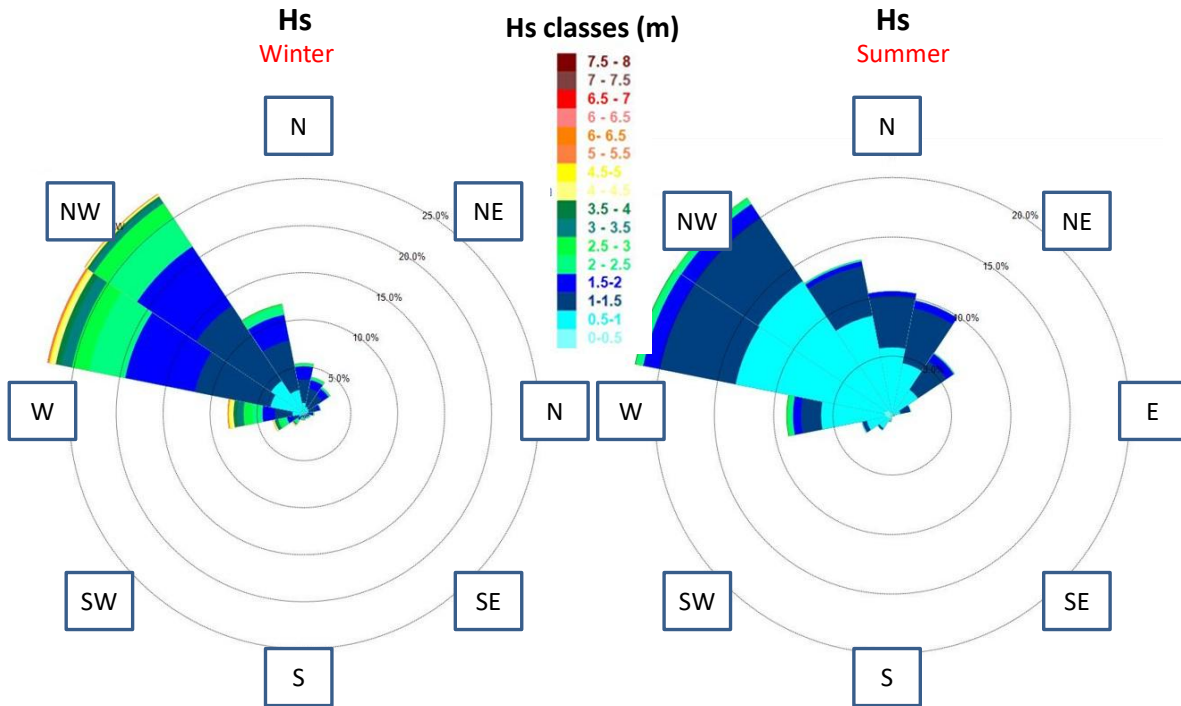 Hs
Winter
N
NW
NE
W
N
SW
SE
S
25.0%
20.0%
15.0%
10.0%
5.0%
Hs classes (m)
7.5 - 8
7 - 7.5
6.5 - 7
6 - 6.5
6- 6.5
5 - 5.5
4.5-5
4 - 4.5
3.5 - 4
3 - 3.5
2.5 - 3
2 - 2.5
1.5-2
1-1.5
0.5-1
0-0.5
Hs
Summer
N
NW
NE
W
E
SW
SE
S
20.0%
15.0%
10.0%